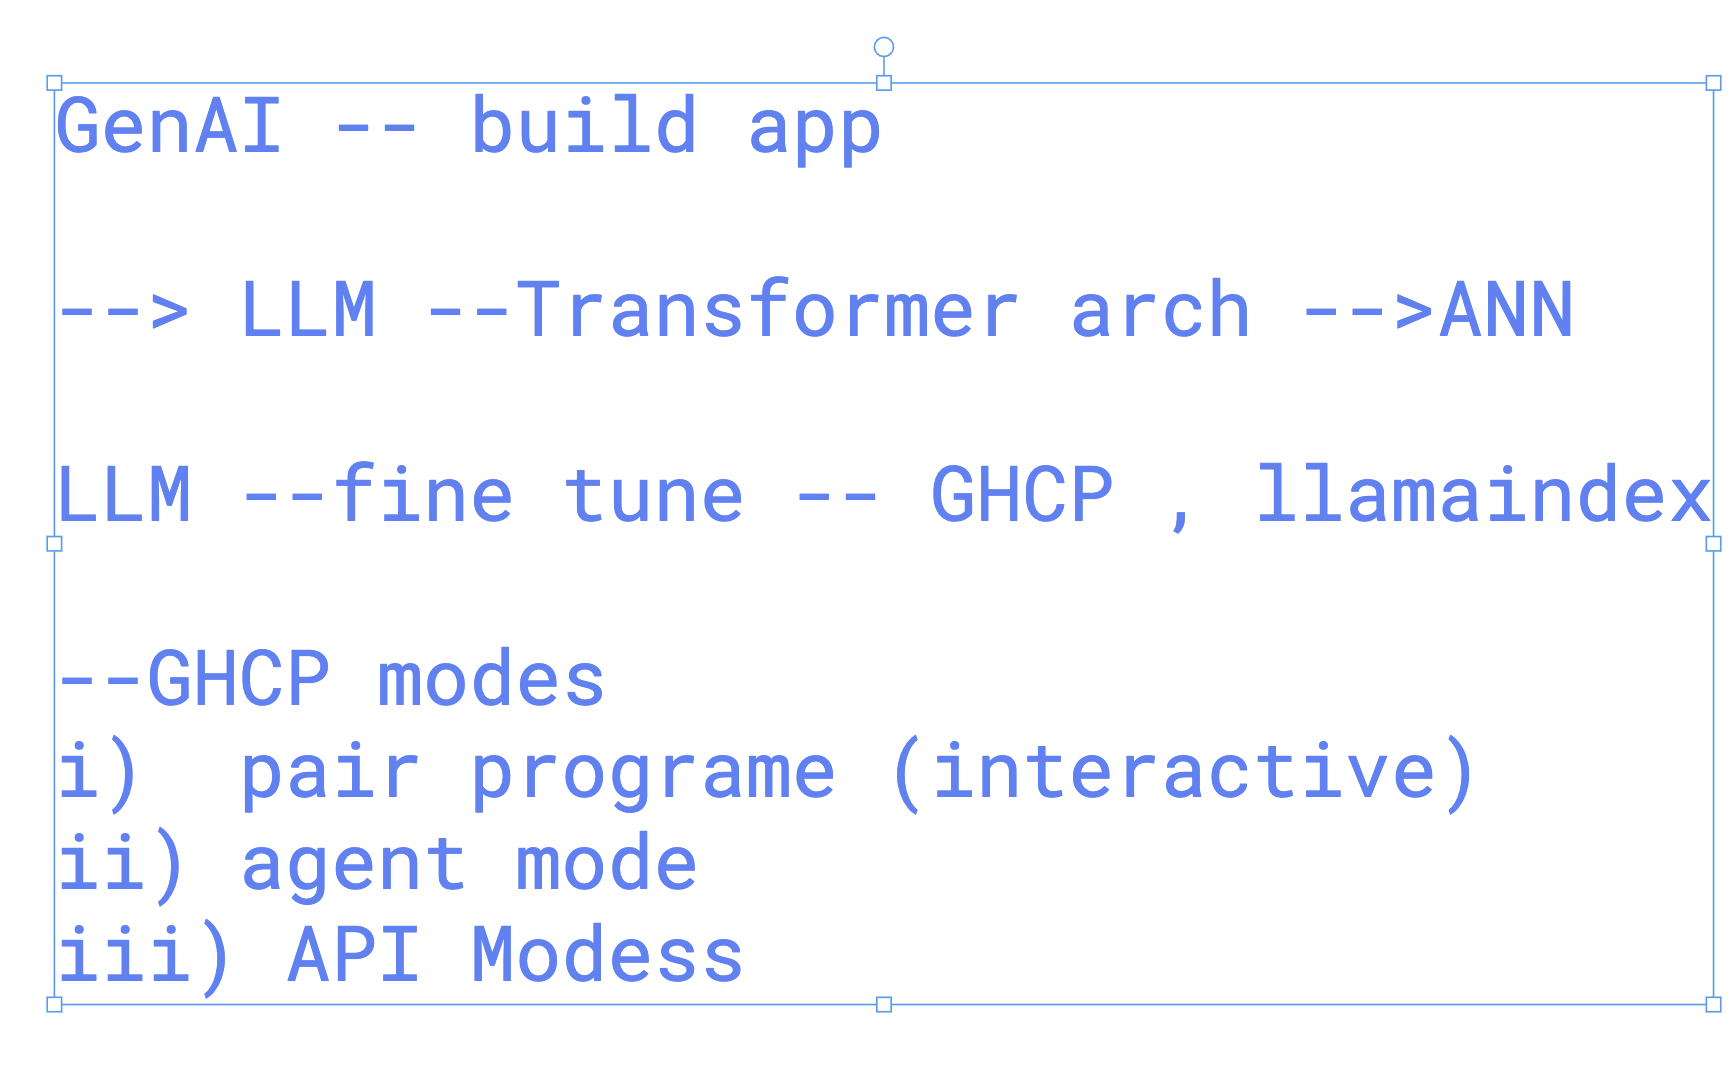 GenAI -- build app
--> LLM --Transformer arch -->ANN
LLM --fine tune -- GHCP , llamaindex
--GHCP modes
i)  pair programe (interactive)
ii) agent mode
iii) API Modess